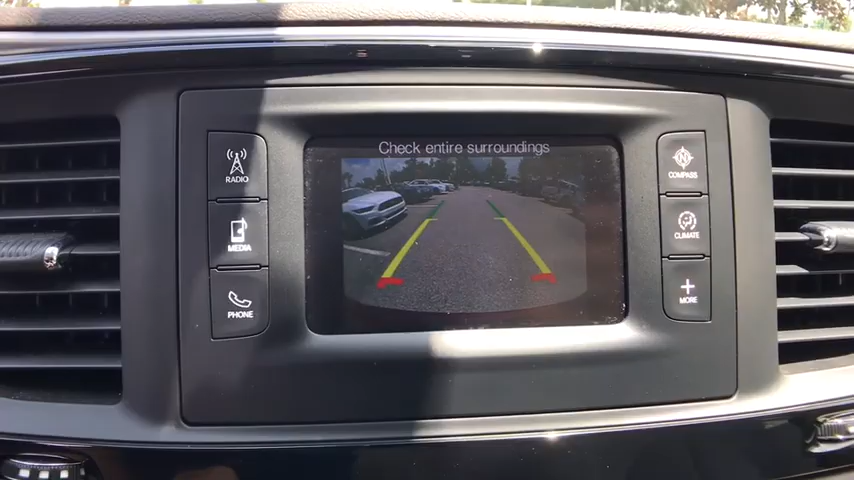 Check entire surroundings
RADIO
MEDIA
PHONE
N
COMPASS
CLIMATE
MORE